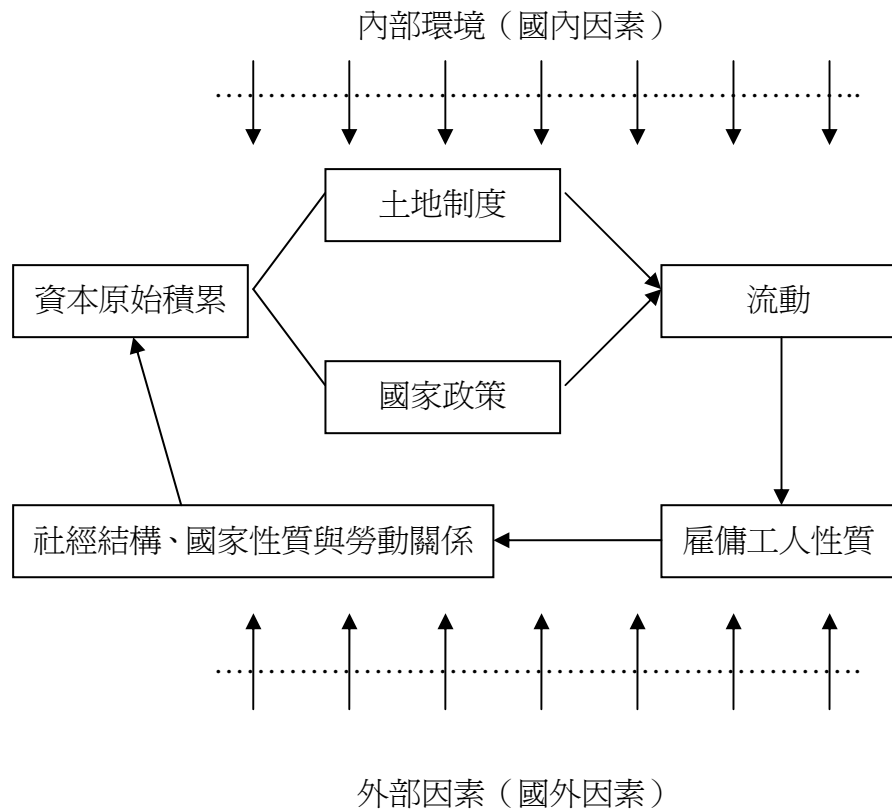 內部環境（國內因素）
土地制度
資本原始積累
流動
國家政策
社經結構、國家性質與勞動關係
雇傭工人性質
外部因素（國外因素）